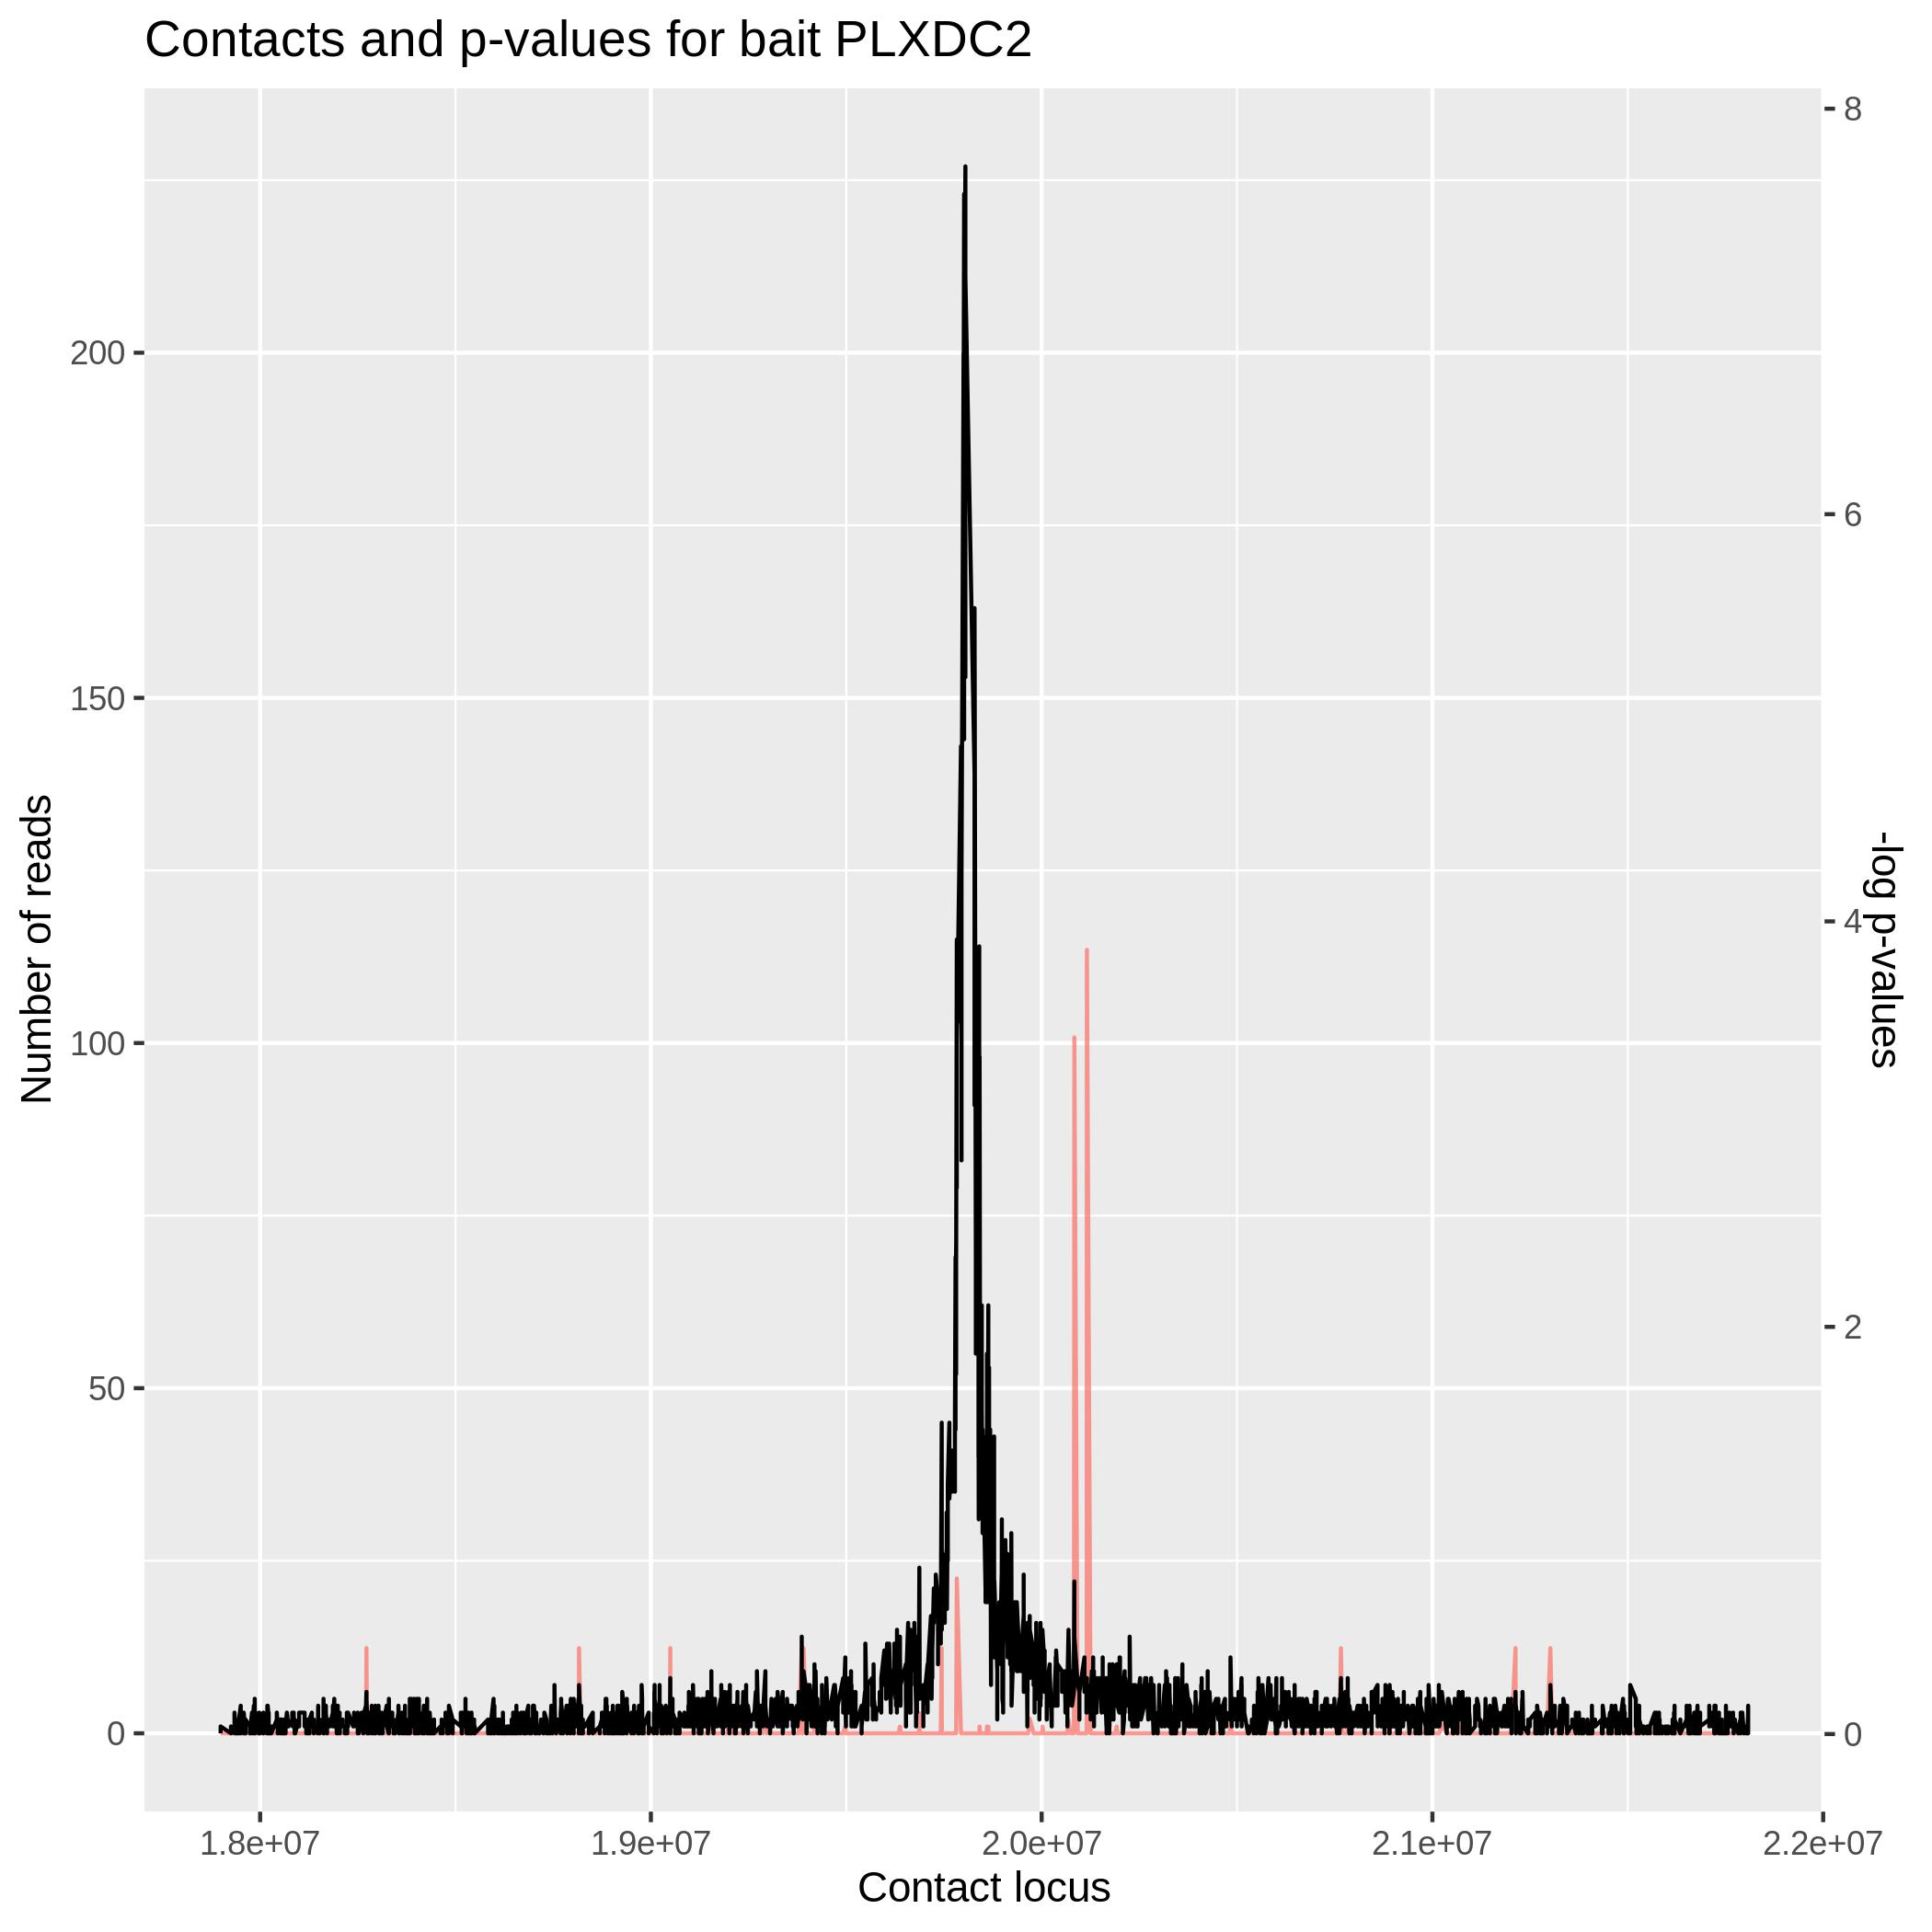 Contacts and p-values for bait PLXDC2
Number of reads
200
150
100
50
0
8
6
4
2
0
-log p-values
1.8e+07
1.9e+07
2.0e+07
2.1e+07
2.2e+07
Contact locus